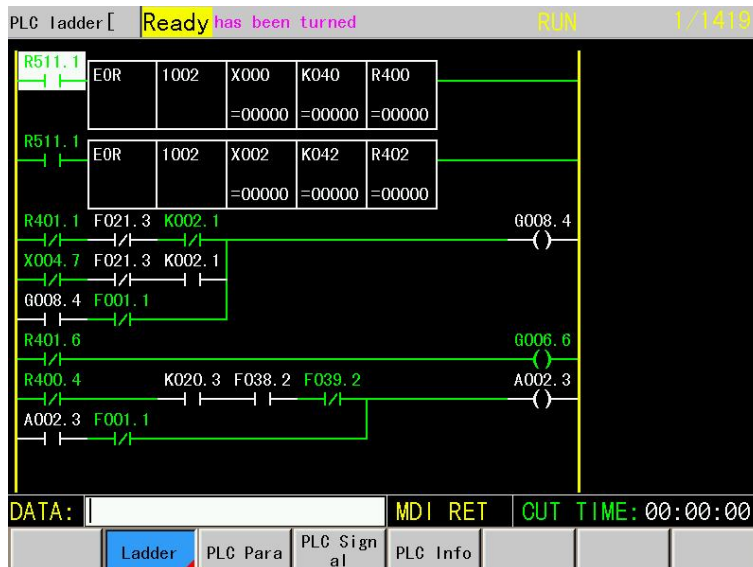 PLC ladder[ Ready has been turned RUN 1/1419
R511.1
EOR 1002 X000 K040 R400
=00000 =00000 =00000
R511.1
EOR 1002 X002 K042 R402
=00000 =00000 =00000
R401.1 F021.3 K002.1 G008.4
X004.7 F021.3 K002.1
G008.4 F001.1
R401.6 G006.6
R400.4 K020.3 F038.2 F039.2 A002.3
A002.3 F001.1
DATA: MDI RET CUT TIME:00:00:00
Ladder PLC Para PLC Sign
al PLC Info